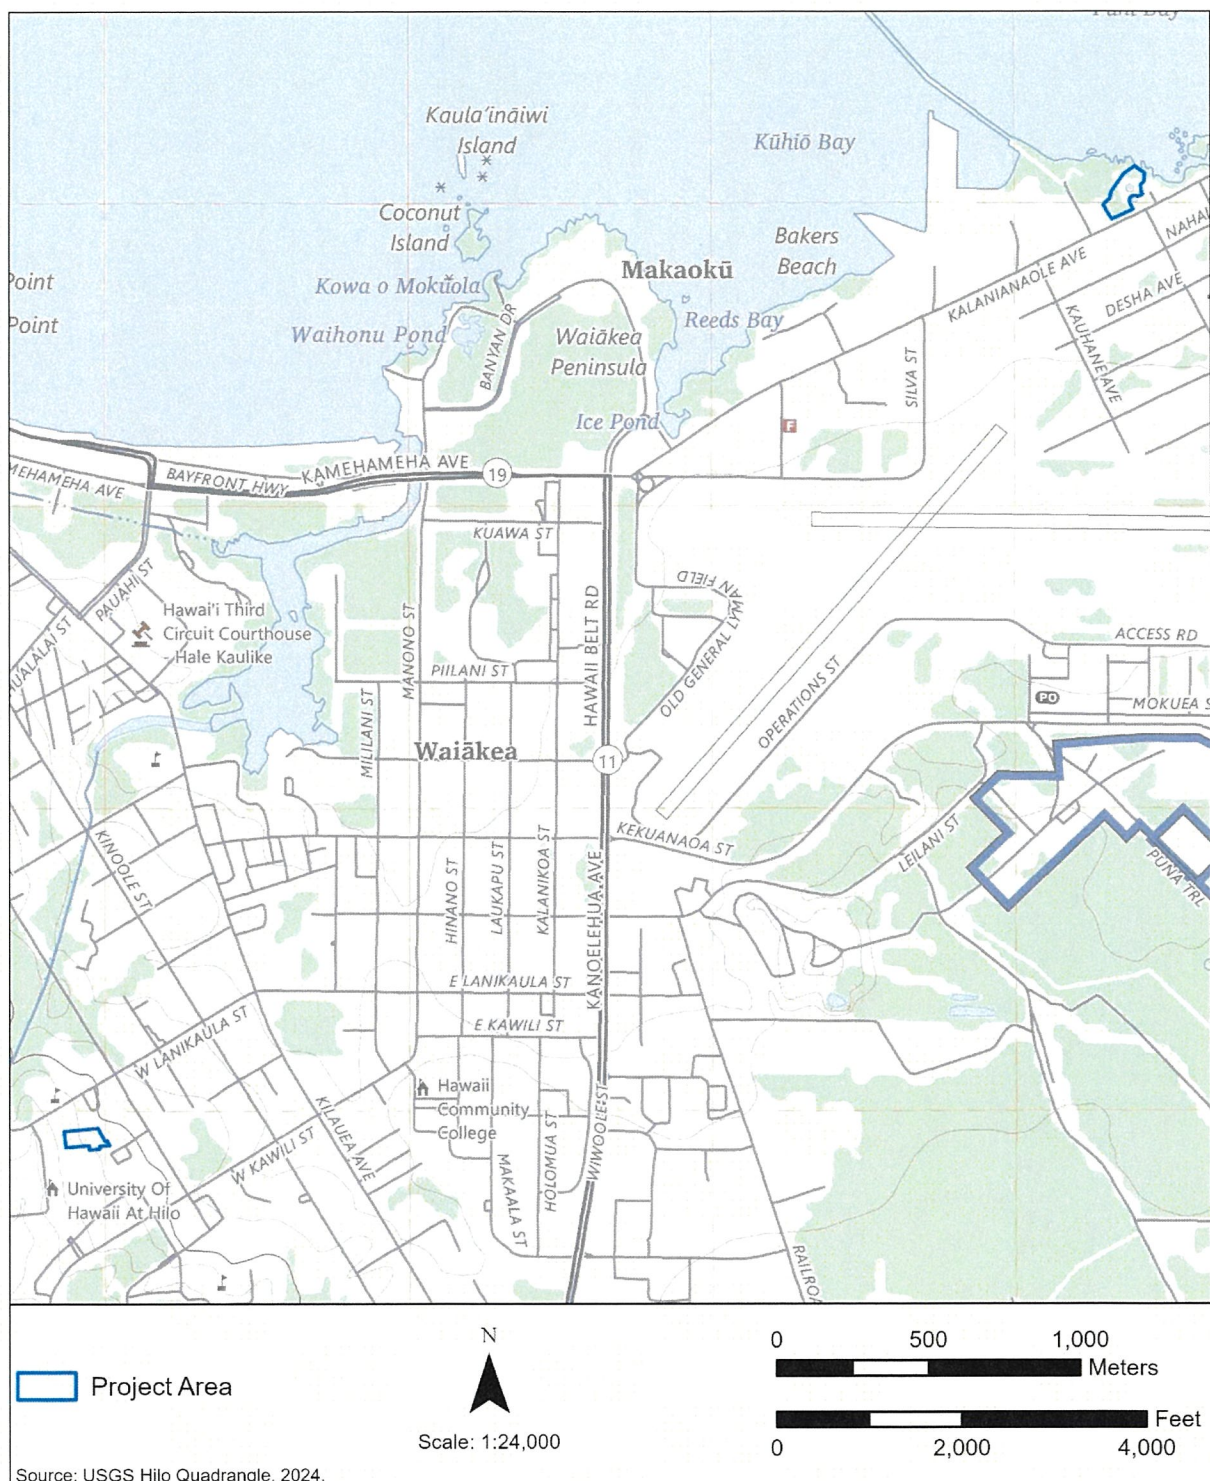 Kaula'ināiwi
Island
Kūhiō Bay
Coconut
Island
Bakers
Beach
Makaokū
Point
Kowa o Mokuola
Point
Waihonu Pond
BANYAN DR
Waiākea
Peninsula
Reeds Bay
KALANIANAOLE AVE
DESHA AVE
KAUHANE AVE
SILVA ST
Ice Pond
F
KAMEHAMEHA AVE
19
BAYFRONT HWY
MEHAMEHA AVE
KUAWA ST
PAUAHI ST
Hawai'i Third
Circuit Courthouse
- Hale Kaulike
HUALALAI ST
MANONO ST
HAWAII BELT RD
OLD GENERAL LYMAN FIELD
ACCESS RD
OPERATIONS ST
PIILANI ST
PO
MOKUEA S
MILILANI ST
Waiākea
11
KINOOLE ST
KEKUANAOA ST
LEILANI ST
PUNA TRL
HINANO ST
LAUKAPU ST
KALANIKOA ST
KANOELEHUA AVE
E LANIKAULA ST
E KAWILI ST
W LANIKAULA ST
Hawaii
Community
College
KILAUEA AVE
W KAWILI ST
MAKAALA ST
HOLOMUA ST
WIWOOLE ST
University Of
Hawaii At Hilo
RAILROA
Project Area
N
Scale: 1:24,000
0 500 1,000
Meters
Feet
0 2,000 4,000
Source: USGS Hilo Quadrangle, 2024.